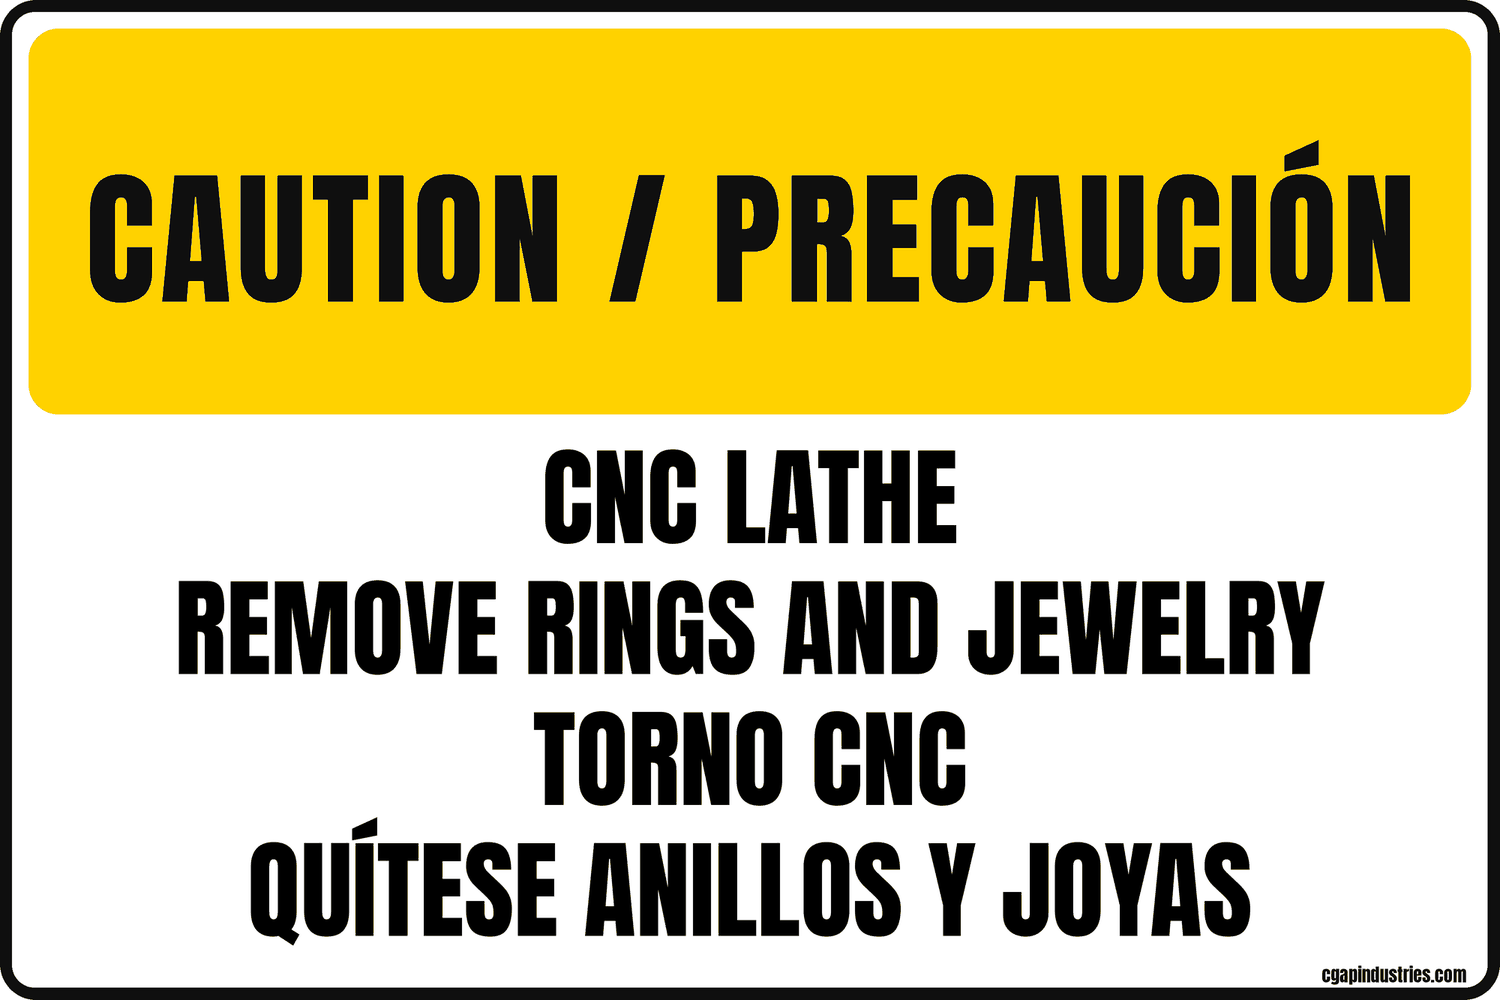 CAUTION / PRECAUCIÓN
CNC LATHE
REMOVE RINGS AND JEWELRY
TORNO CNC
QUÍTESE ANILLOS Y JOYAS
cgapindustries.com